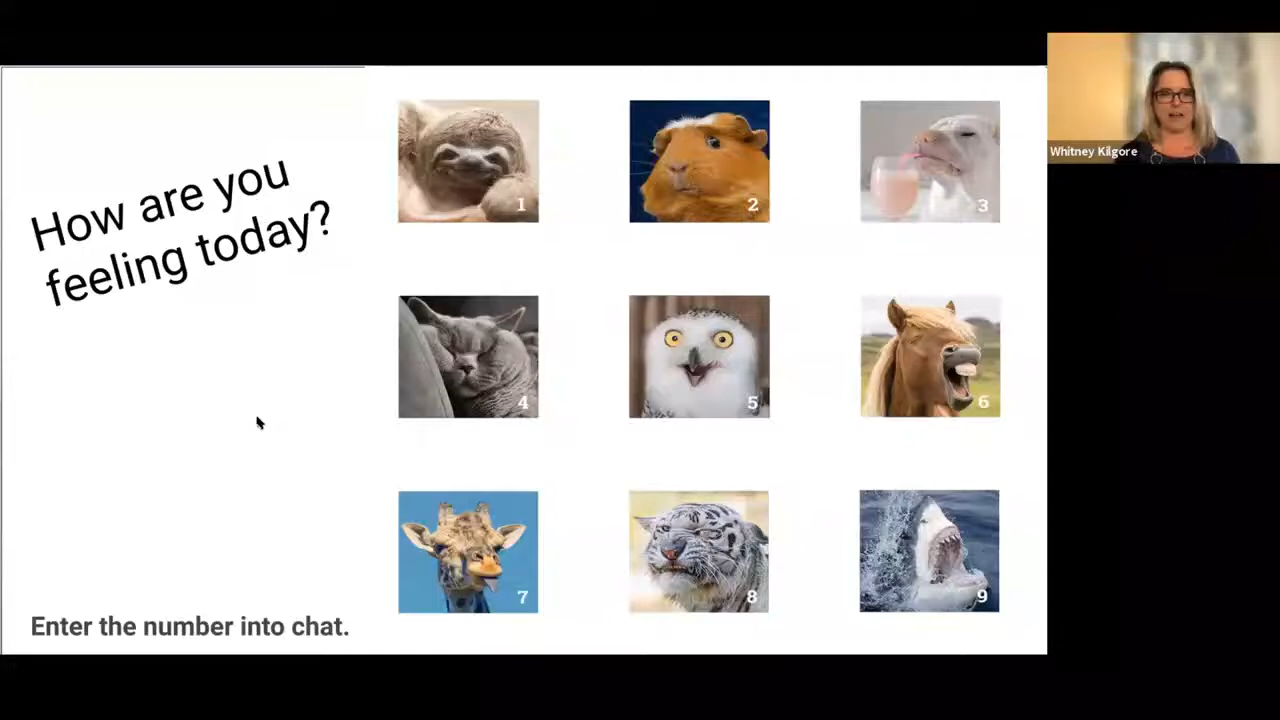 How are you
feeling today?
1
2
3
4
5
6
7
8
9
Enter the number into chat.
Whitney Kilgore